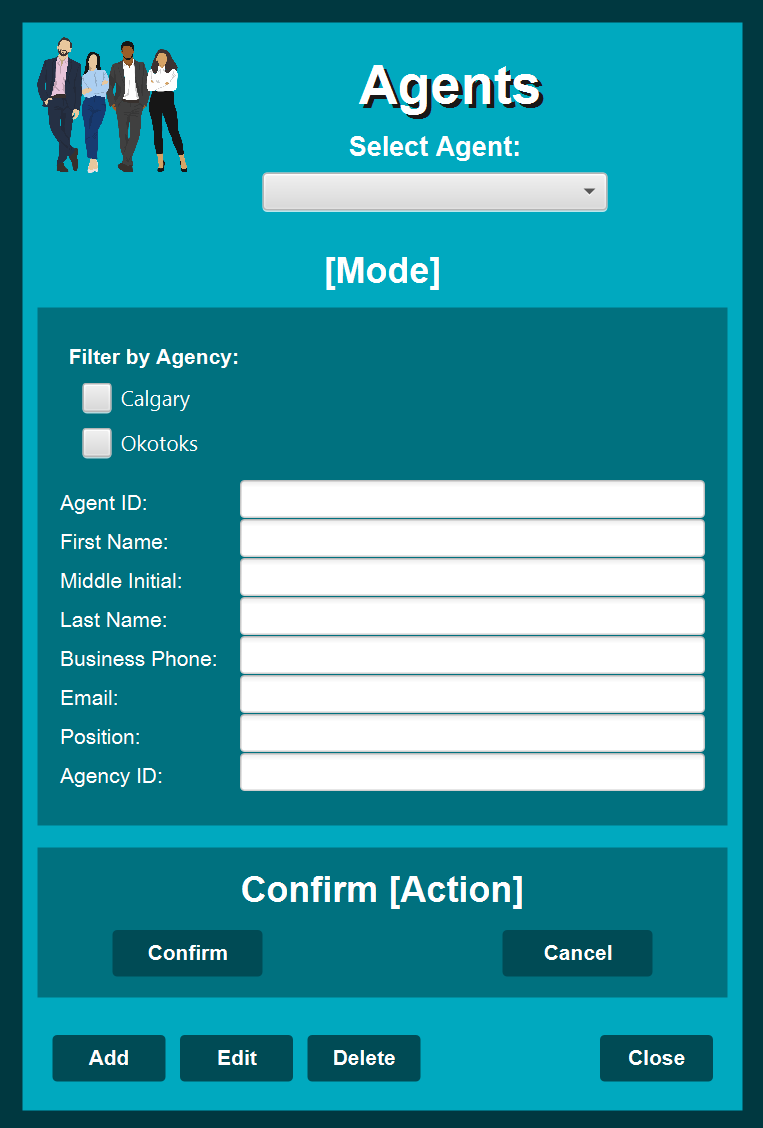 Agents
Select Agent:
[Mode]
Filter by Agency:
Calgary
Okotoks
Agent ID:
First Name:
Middle Initial:
Last Name:
Business Phone:
Email:
Position:
Agency ID:
Confirm [Action]
Confirm Cancel
Add Edit Delete Close